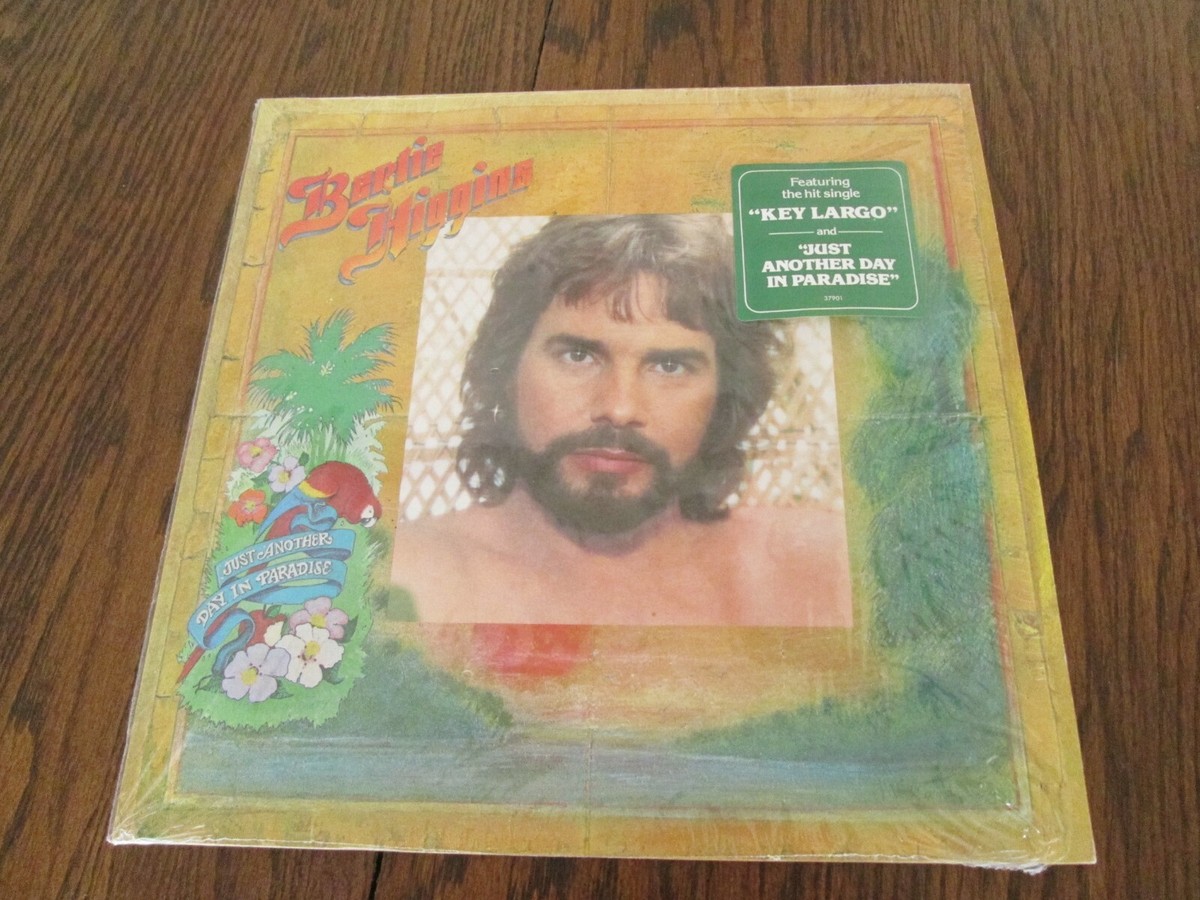 Bertie
Higgins
Featuring
the hit single
“KEY LARGO”
and
“JUST
ANOTHER DAY
IN PARADISE”
37901
JUST ANOTHER
DAY IN PARADISE